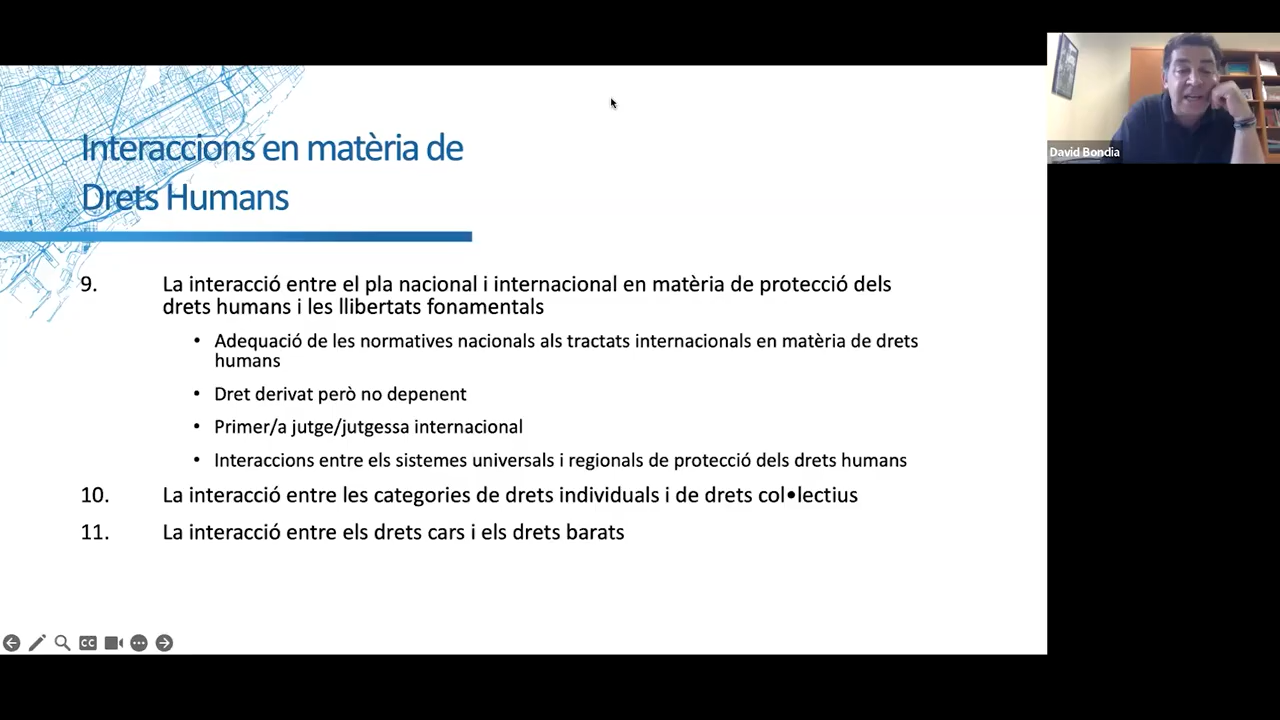 Interaccions en matèria de
Drets Humans
9. La interacció entre el pla nacional i internacional en matèria de protecció dels
drets humans i les llibertats fonamentals
• Adequació de les normatives nacionals als tractats internacionals en matèria de drets
humans
• Dret derivat però no depenent
• Primer/a jutge/jutgessa internacional
• Interaccions entre els sistemes universals i regionals de protecció dels drets humans
10. La interacció entre les categories de drets individuals i de drets col•lectius
11. La interacció entre els drets cars i els drets barats
CC
David Bondia